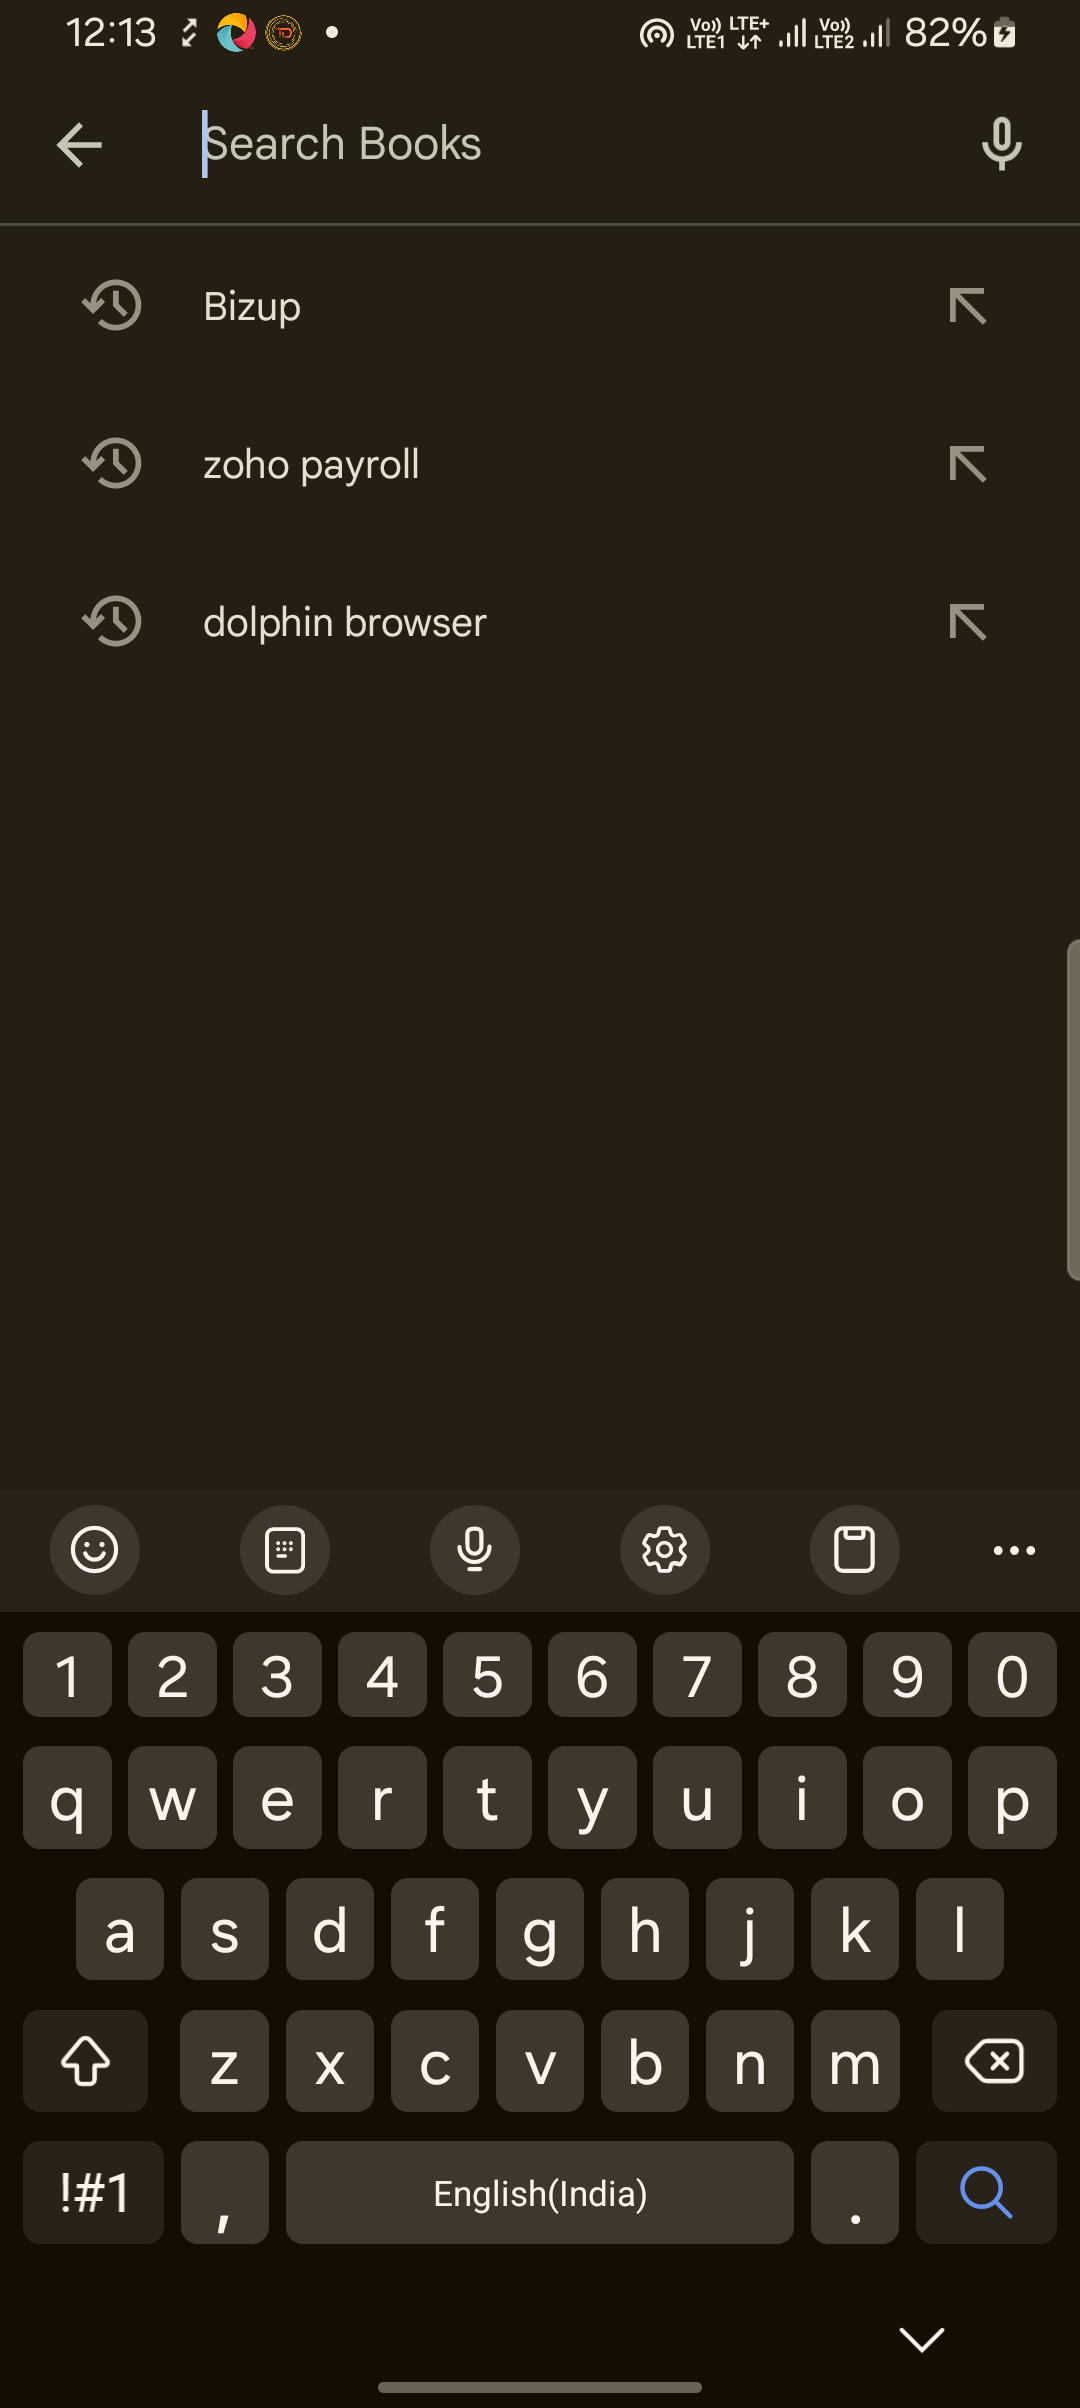 12:13
Vo)) LTE1 LTE+ Vo)) LTE2 82%
Search Books
Bizup
zoho payroll
dolphin browser
1 2 3 4 5 6 7 8 9 0
q w e r t y u i o p
a s d f g h j k l
z x c v b n m
!#1 , English(India) .